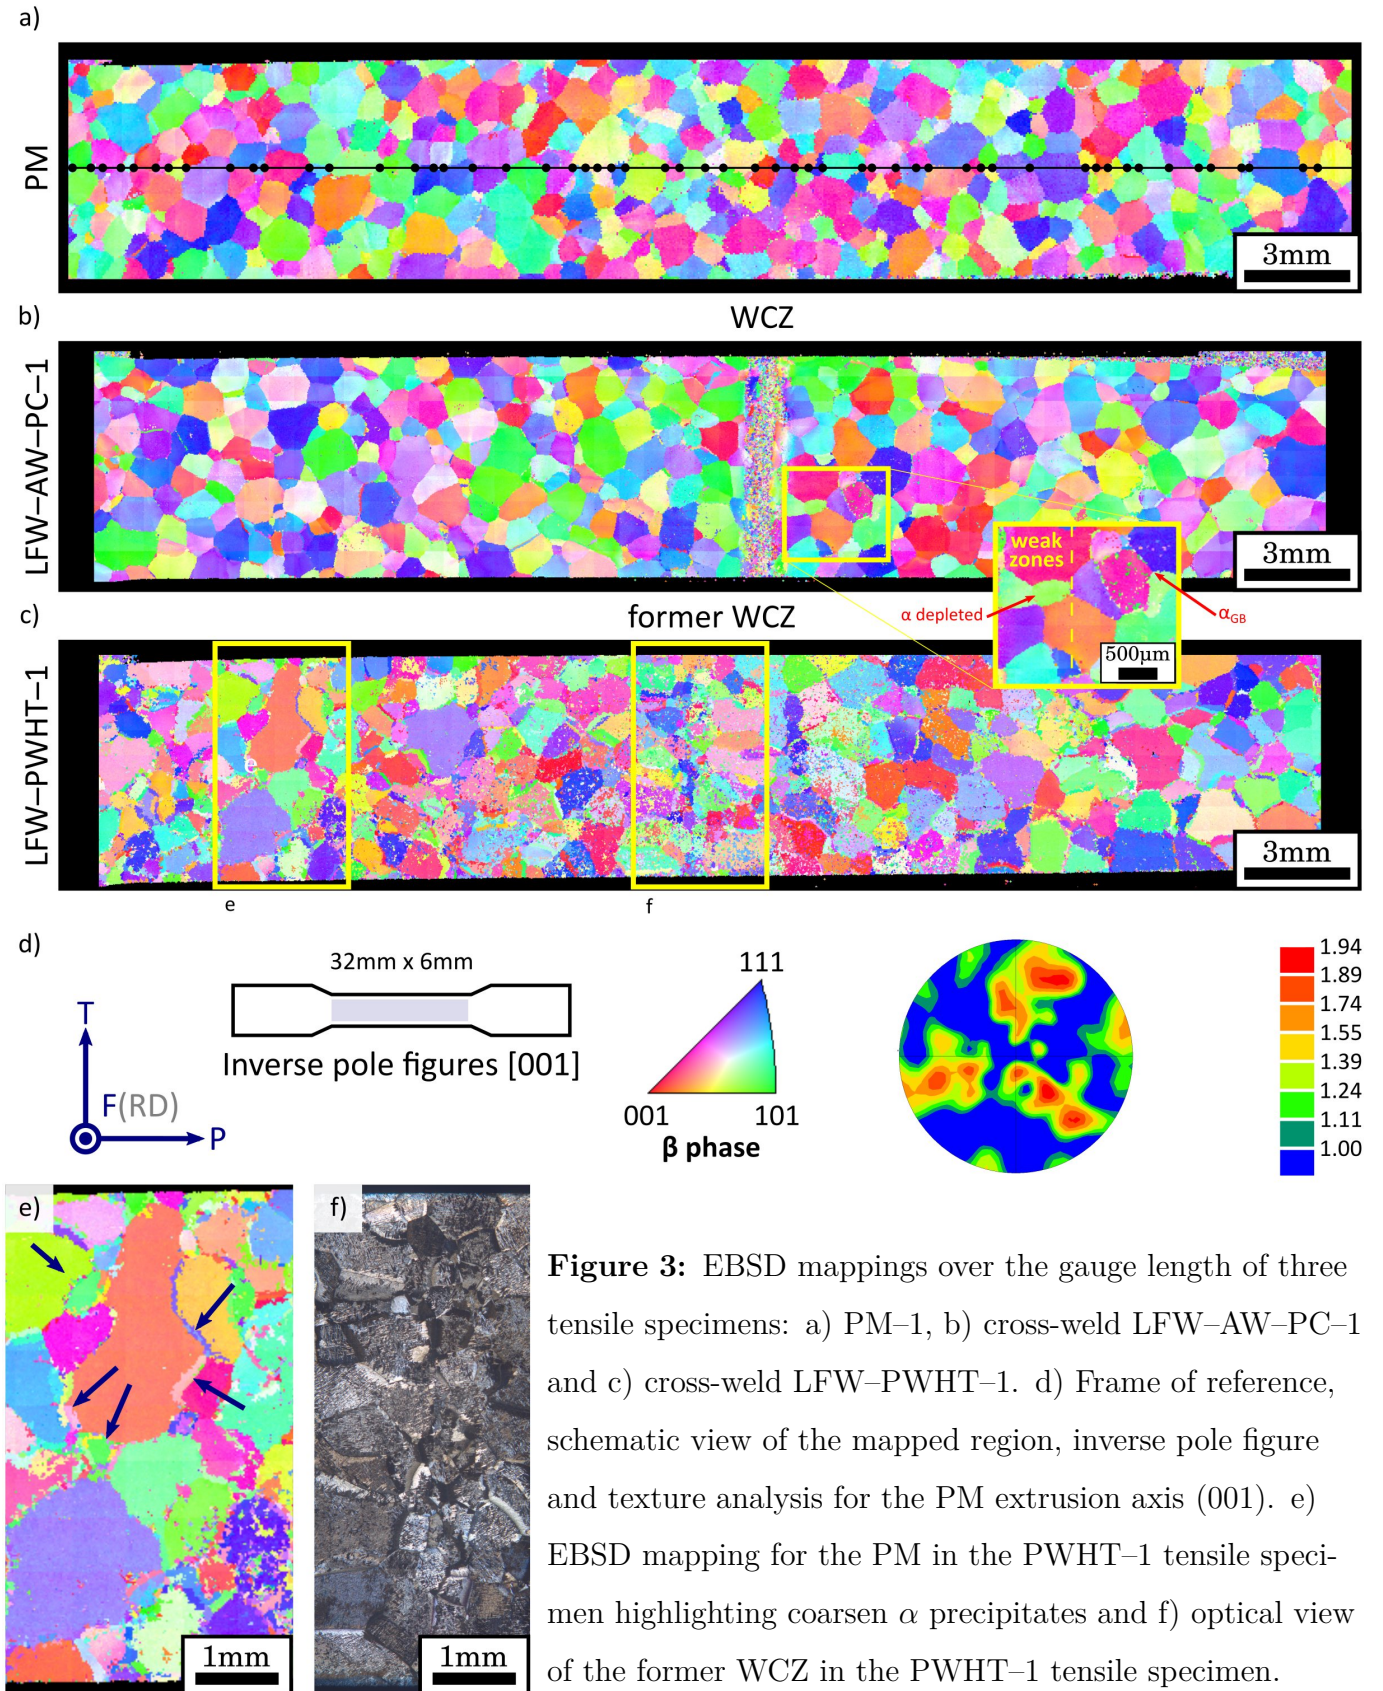 a)
PM
3mm
b)
WCZ
LFW–AW–PC–1
weak
zones
α depleted
αGB
500µm
3mm
c)
former WCZ
LFW–PWHT–1
e
3mm
e
f
d)
T
F(RD)
P
32mm x 6mm
Inverse pole figures [001]
111
001
101
β phase
1.94
1.89
1.74
1.55
1.39
1.24
1.11
1.00
e)
1mm
f)
1mm
Figure 3: EBSD mappings over the gauge length of three
tensile specimens: a) PM–1, b) cross-weld LFW–AW–PC–1
and c) cross-weld LFW–PWHT–1. d) Frame of reference,
schematic view of the mapped region, inverse pole figure
and texture analysis for the PM extrusion axis (001). e)
EBSD mapping for the PM in the PWHT–1 tensile speci-
men highlighting coarsen α precipitates and f) optical view
of the former WCZ in the PWHT–1 tensile specimen.